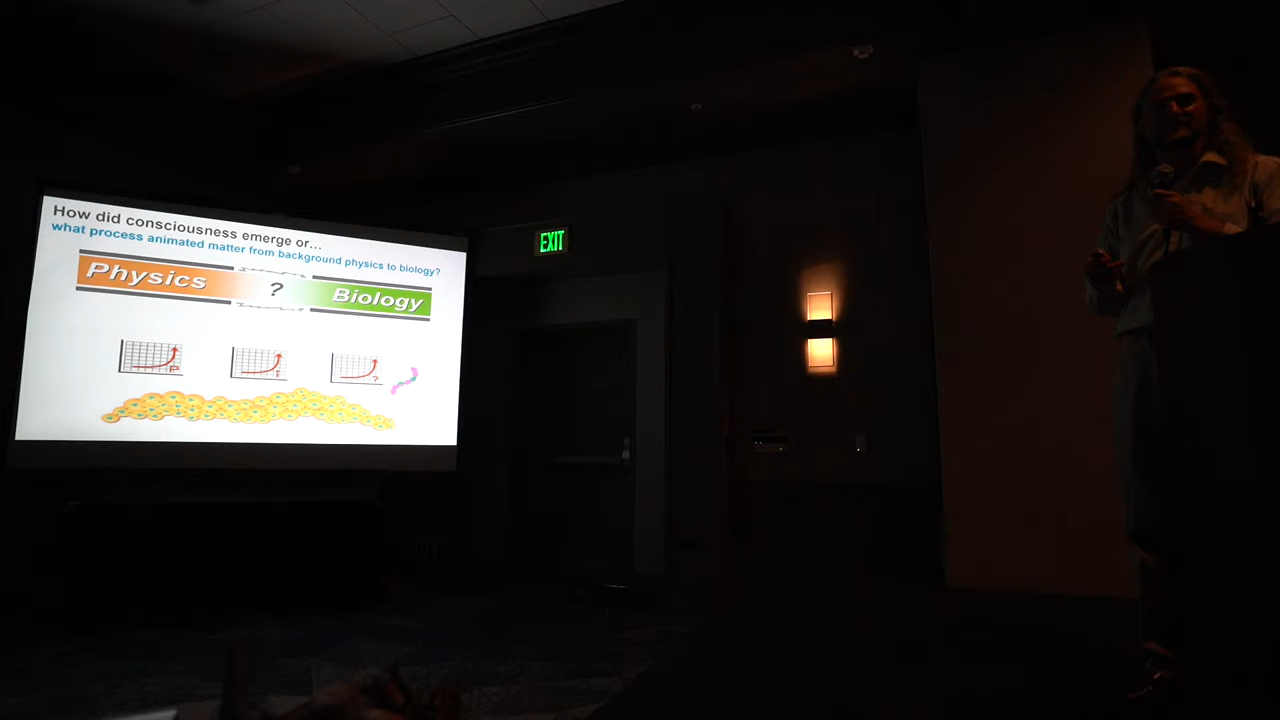 How did consciousness emerge or...
what process animated matter from background physics to biology?
Physics ? Biology
P i ?
EXIT